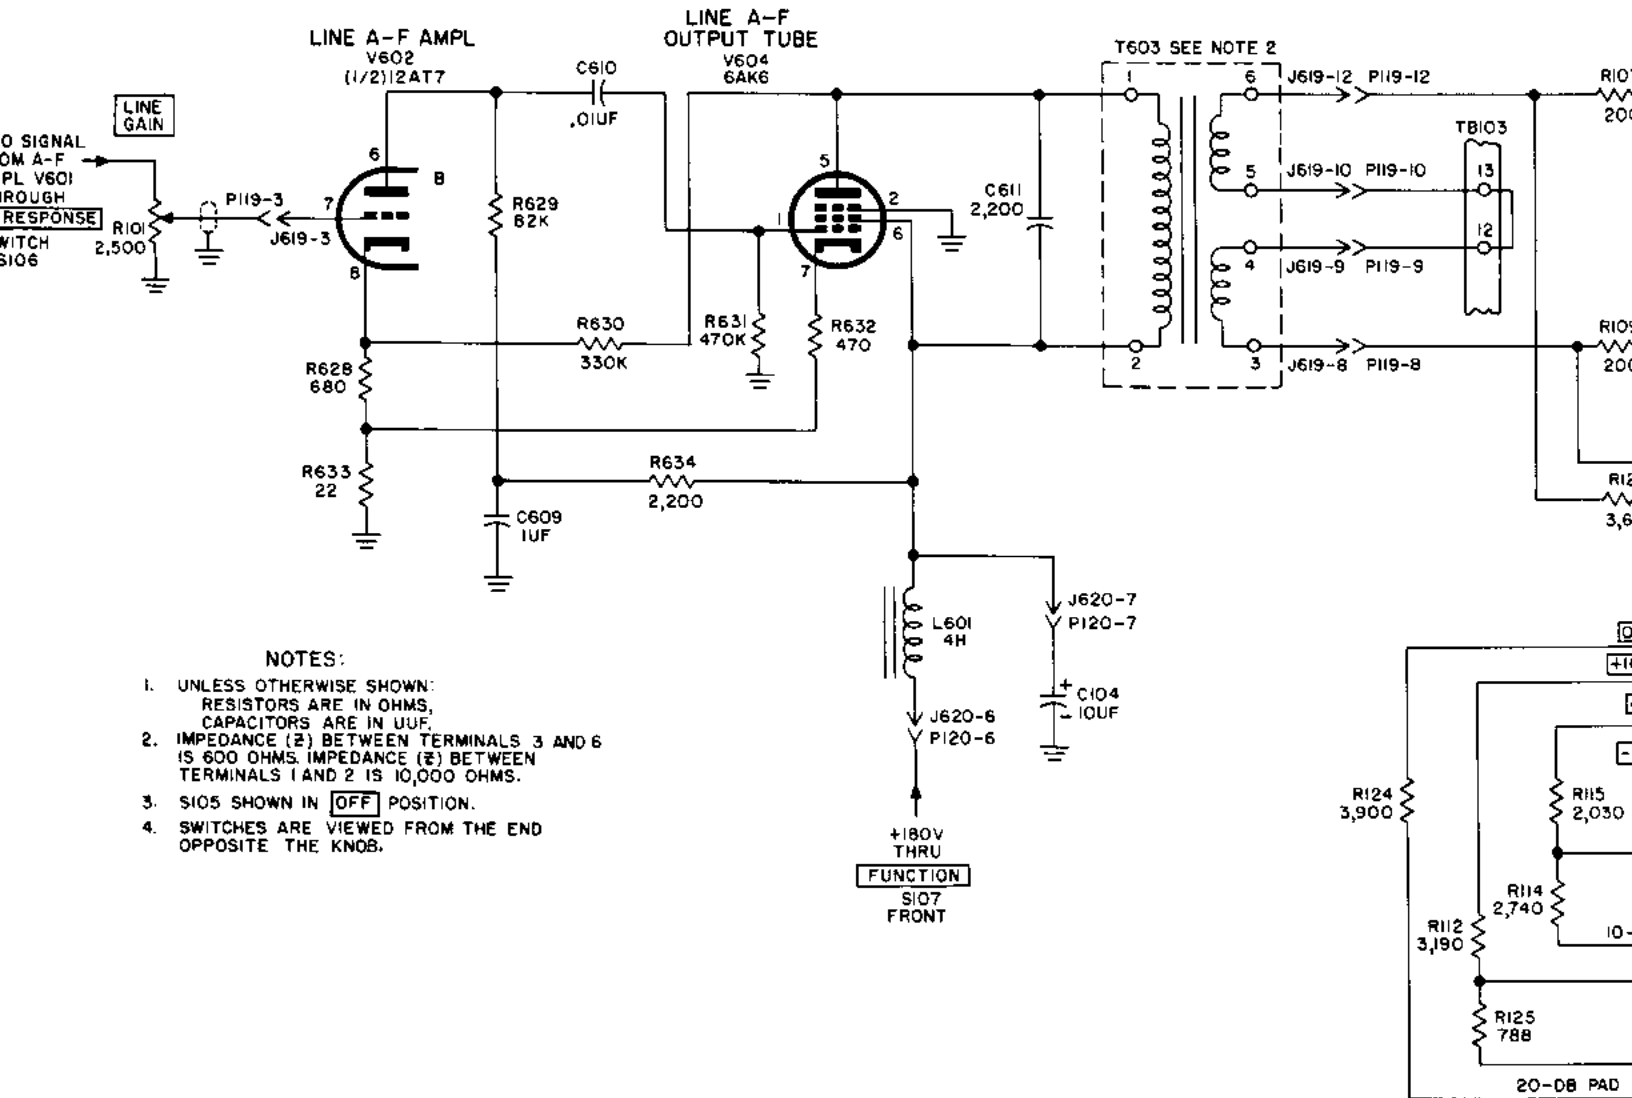 LINE A-F AMPL
V602
(1/2)12AT7
LINE A-F
OUTPUT TUBE
V604
6AK6
C610
.01UF
T603 SEE NOTE 2
LINE
GAIN
O SIGNAL
OM A-F
PL V601
HROUGH
RESPONSE
WITCH
S106
R101
2,500
P119-3
J619-3
6
7
8
B
R629
82K
5
1
2
6
7
C611
2,200
1
2
6
5
4
3
J619-12 P119-12
J619-10 P119-10
J619-9 P119-9
J619-8 P119-8
TB103
13
12
R107
200
R109
200
R12
3,6
R630
330K
R631
470K
R632
470
R628
680
R633
22
R634
2,200
C609
1UF
L601
4H
J620-7
P120-7
+
C104
- 10UF
J620-6
P120-6
+180V
THRU
FUNCTION
S107
FRONT
NOTES:
1. UNLESS OTHERWISE SHOWN:
RESISTORS ARE IN OHMS,
CAPACITORS ARE IN UUF.
2. IMPEDANCE (Z) BETWEEN TERMINALS 3 AND 6
IS 600 OHMS. IMPEDANCE (Z) BETWEEN
TERMINALS 1 AND 2 IS 10,000 OHMS.
3. S105 SHOWN IN OFF POSITION.
4. SWITCHES ARE VIEWED FROM THE END
OPPOSITE THE KNOB.
R124
3,900
R115
2,030
R114
2,740
R112
3,190
10-
R125
788
20-DB PAD